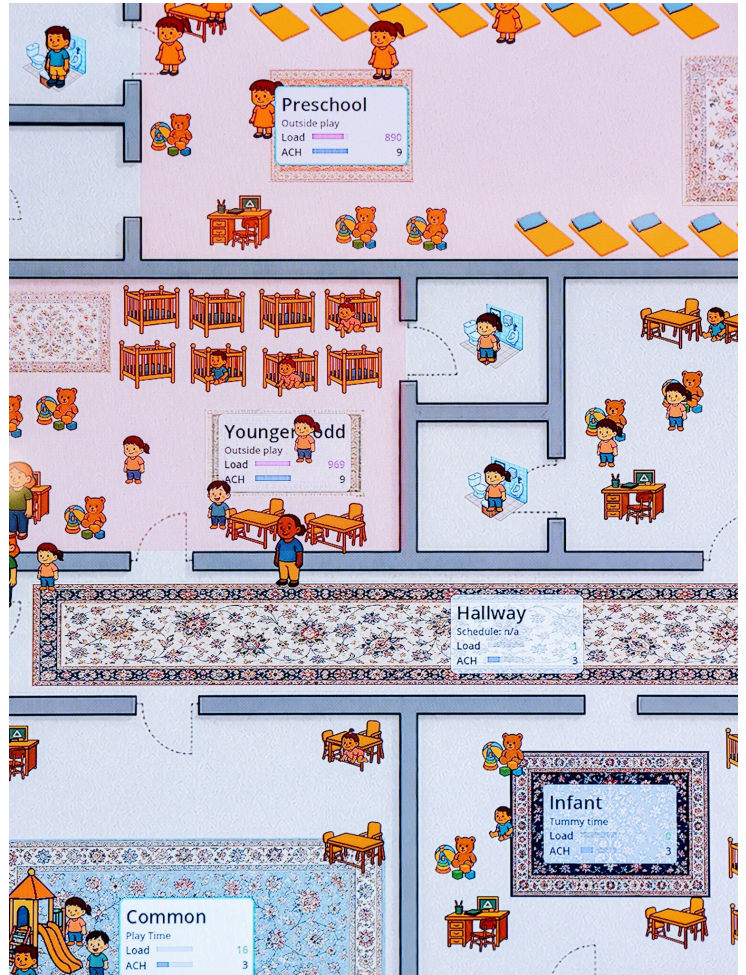 Preschool
Outside play
Load 890
ACH 9
Younger odd
Outside play
Load 969
ACH 9
Hallway
Schedule: n/a
Load 1
ACH 3
Infant
Tummy time
Load 0
ACH 3
Common
Play Time
Load 16
ACH 3